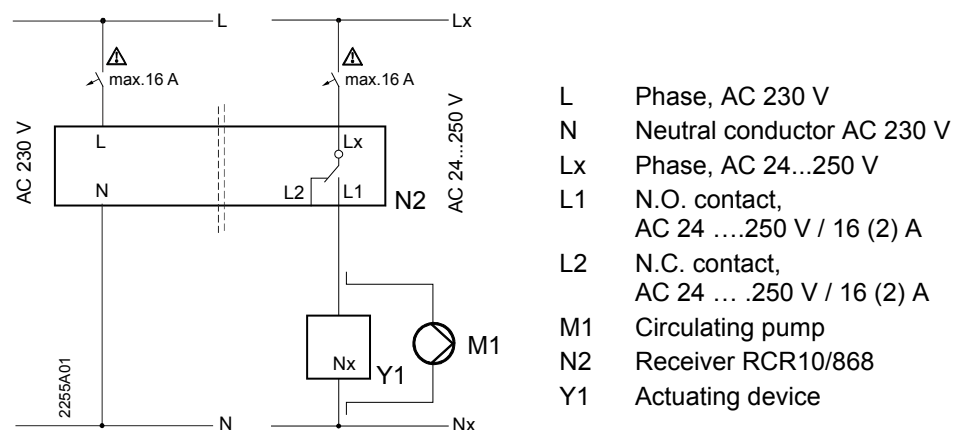 L
Lx
max.16 A
max.16 A
AC 230 V
AC 24...250 V
L
Lx
N
L2
L1
N2
M1
Nx
Y1
2255A01
N
Nx
L Phase, AC 230 V
N Neutral conductor AC 230 V
Lx Phase, AC 24...250 V
L1 N.O. contact,
AC 24 ….250 V / 16 (2) A
L2 N.C. contact,
AC 24 … .250 V / 16 (2) A
M1 Circulating pump
N2 Receiver RCR10/868
Y1 Actuating device